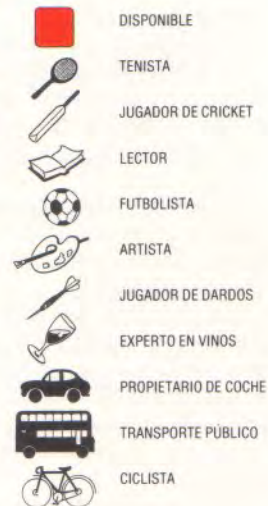 DISPONIBLE
TENISTA
JUGADOR DE CRICKET
LECTOR
FUTBOLISTA
ARTISTA
JUGADOR DE DARDOS
EXPERTO EN VINOS
PROPIETARIO DE COCHE
TRANSPORTE PÚBLICO
CICLISTA